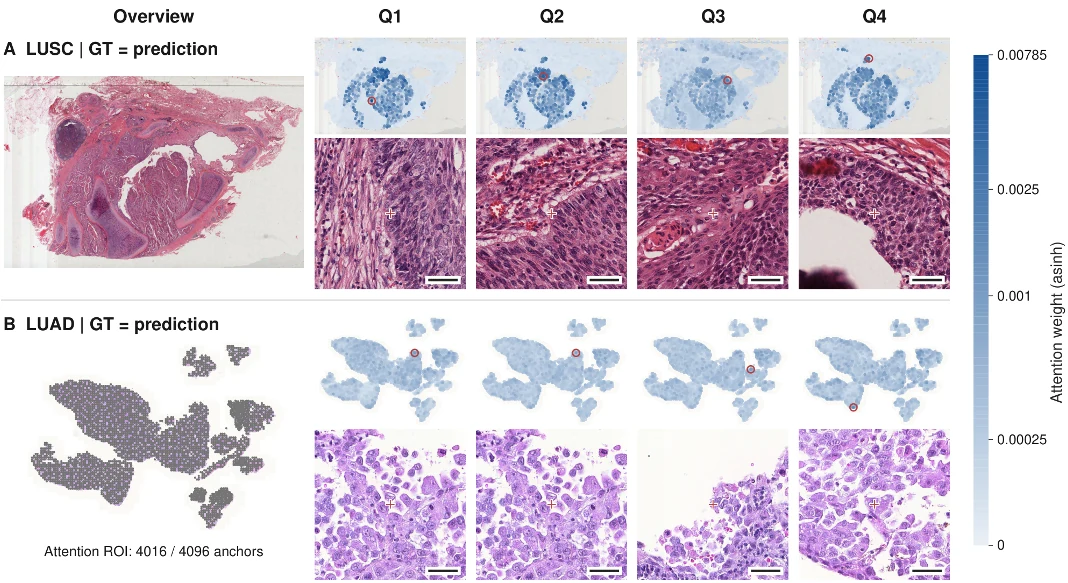 Overview Q1 Q2 Q3 Q4
A LUSC | GT = prediction
B LUAD | GT = prediction
Attention ROI: 4016 / 4096 anchors
0.00785
0.0025
0.001
0.00025
0
Attention weight (asinh)